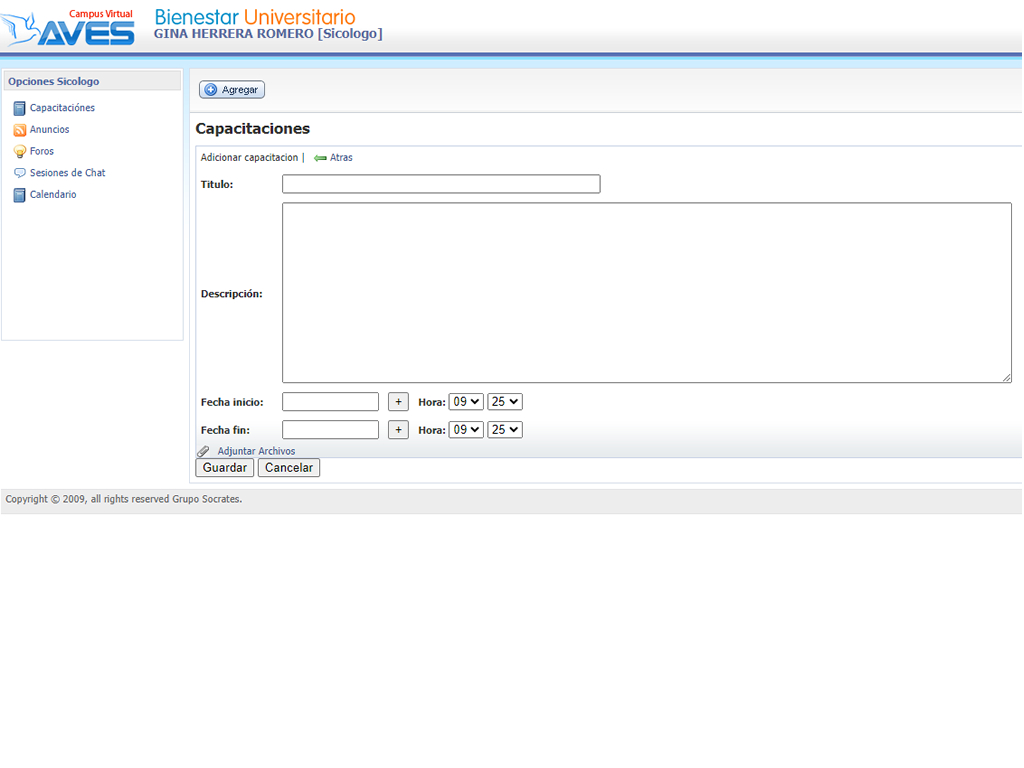 Campus Virtual
AVES
Bienestar Universitario
GINA HERRERA ROMERO [Sicologo]
Opciones Sicologo
Capacitaciónes
Anuncios
Foros
Sesiones de Chat
Calendario
Agregar
Capacitaciones
Adicionar capacitacion | Atras
Titulo:
Descripción:
Fecha inicio: + Hora: 09 25
Fecha fin: + Hora: 09 25
Adjuntar Archivos
Guardar Cancelar
Copyright © 2009, all rights reserved Grupo Socrates.